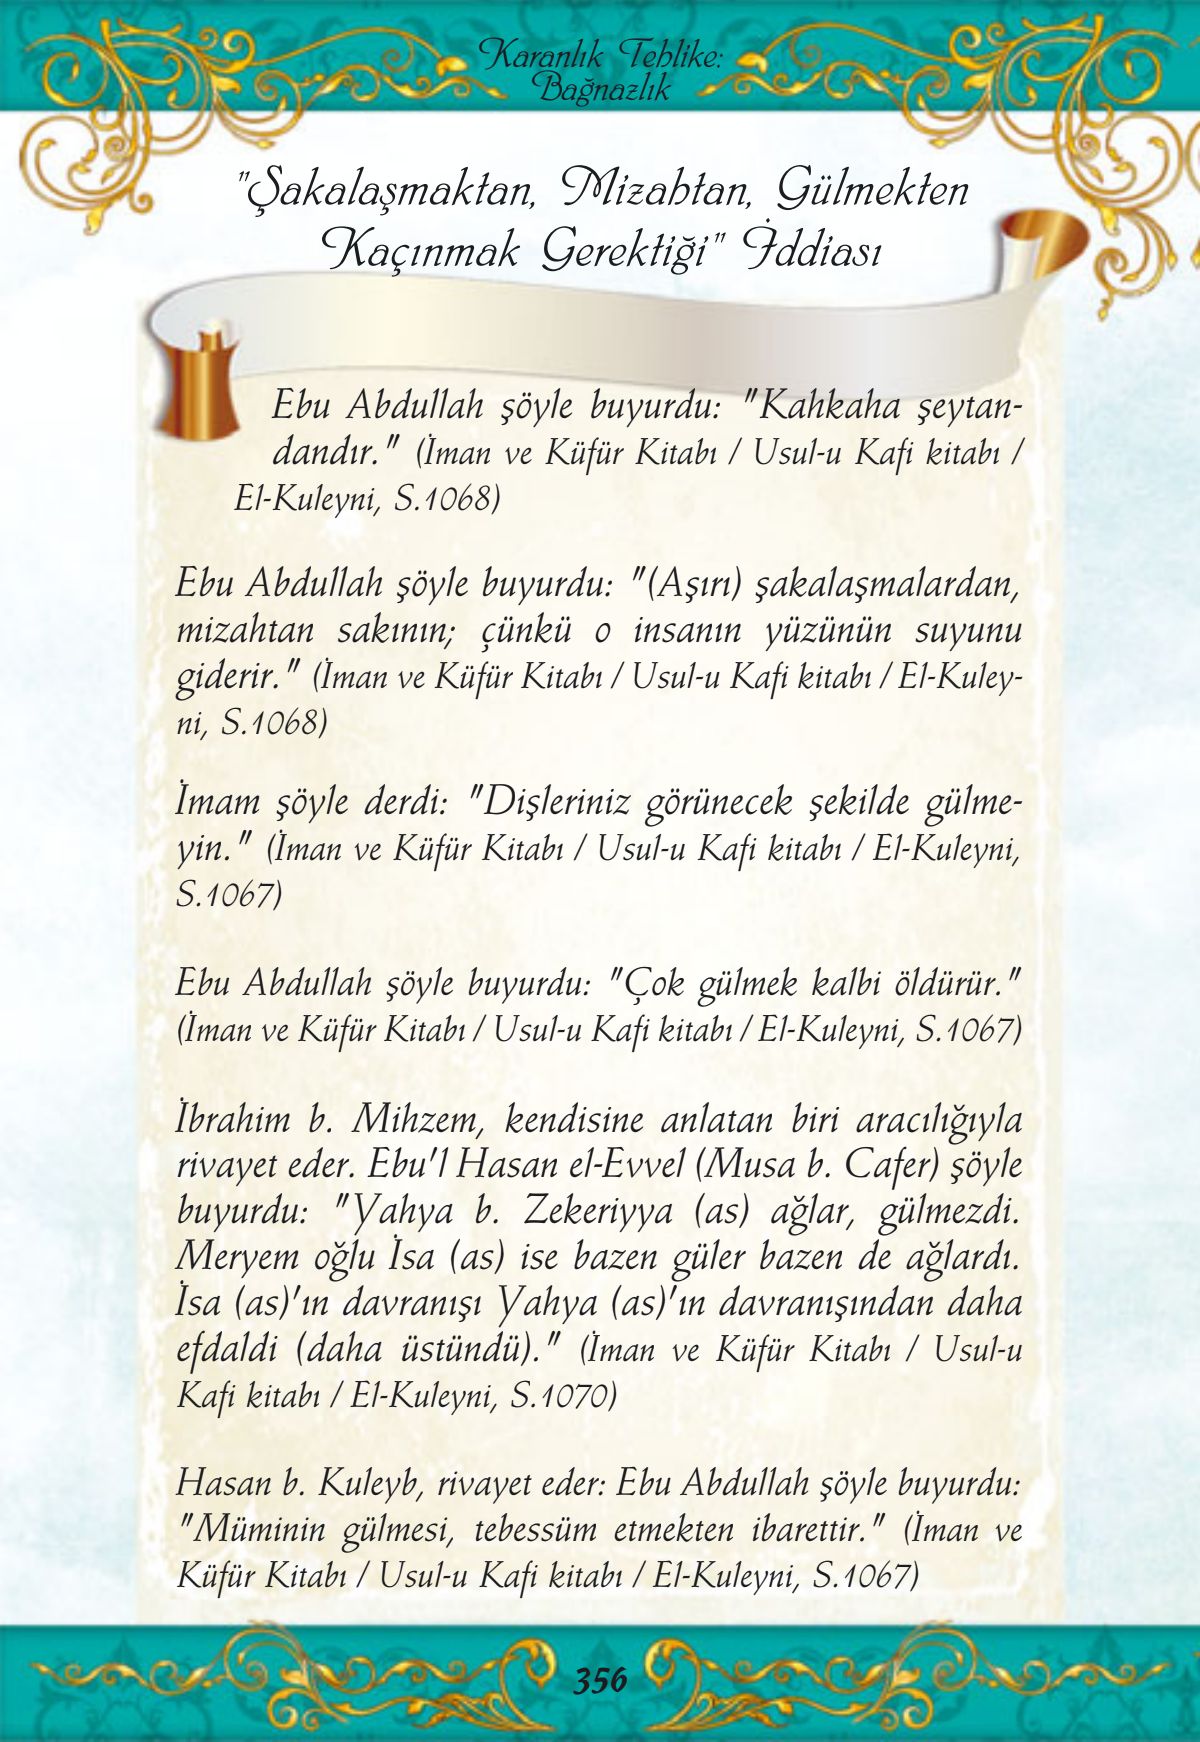 Karanlık Tehlike:
Bağnazlık
"Şakalaşmaktan, Mizahtan, Gülmekten
Kaçınmak Gerektiği" İddiası
Ebu Abdullah şöyle buyurdu: "Kahkaha şeytan-
dandır." (İman ve Küfür Kitabı / Usul-u Kafi kitabı /
El-Kuleyni, S.1068)
Ebu Abdullah şöyle buyurdu: "(Aşırı) şakalaşmalardan,
mizahtan sakının; çünkü o insanın yüzünün suyunu
giderir." (İman ve Küfür Kitabı / Usul-u Kafi kitabı / El-Kuley-
ni, S.1068)
İmam şöyle derdi: "Dişleriniz görünecek şekilde gülme-
yin." (İman ve Küfür Kitabı / Usul-u Kafi kitabı / El-Kuleyni,
S.1067)
Ebu Abdullah şöyle buyurdu: "Çok gülmek kalbi öldürür."
(İman ve Küfür Kitabı / Usul-u Kafi kitabı / El-Kuleyni, S.1067)
İbrahim b. Mihzem, kendisine anlatan biri aracılığıyla
rivayet eder. Ebu'l Hasan el-Evvel (Musa b. Cafer) şöyle
buyurdu: "Yahya b. Zekeriyya (as) ağlar, gülmezdi.
Meryem oğlu İsa (as) ise bazen güler bazen de ağlardı.
İsa (as)'ın davranışı Yahya (as)'ın davranışından daha
efdaldi (daha üstündü)." (İman ve Küfür Kitabı / Usul-u
Kafi kitabı / El-Kuleyni, S.1070)
Hasan b. Kuleyb, rivayet eder: Ebu Abdullah şöyle buyurdu:
"Müminin gülmesi, tebessüm etmekten ibarettir." (İman ve
Küfür Kitabı / Usul-u Kafi kitabı / El-Kuleyni, S.1067)
356